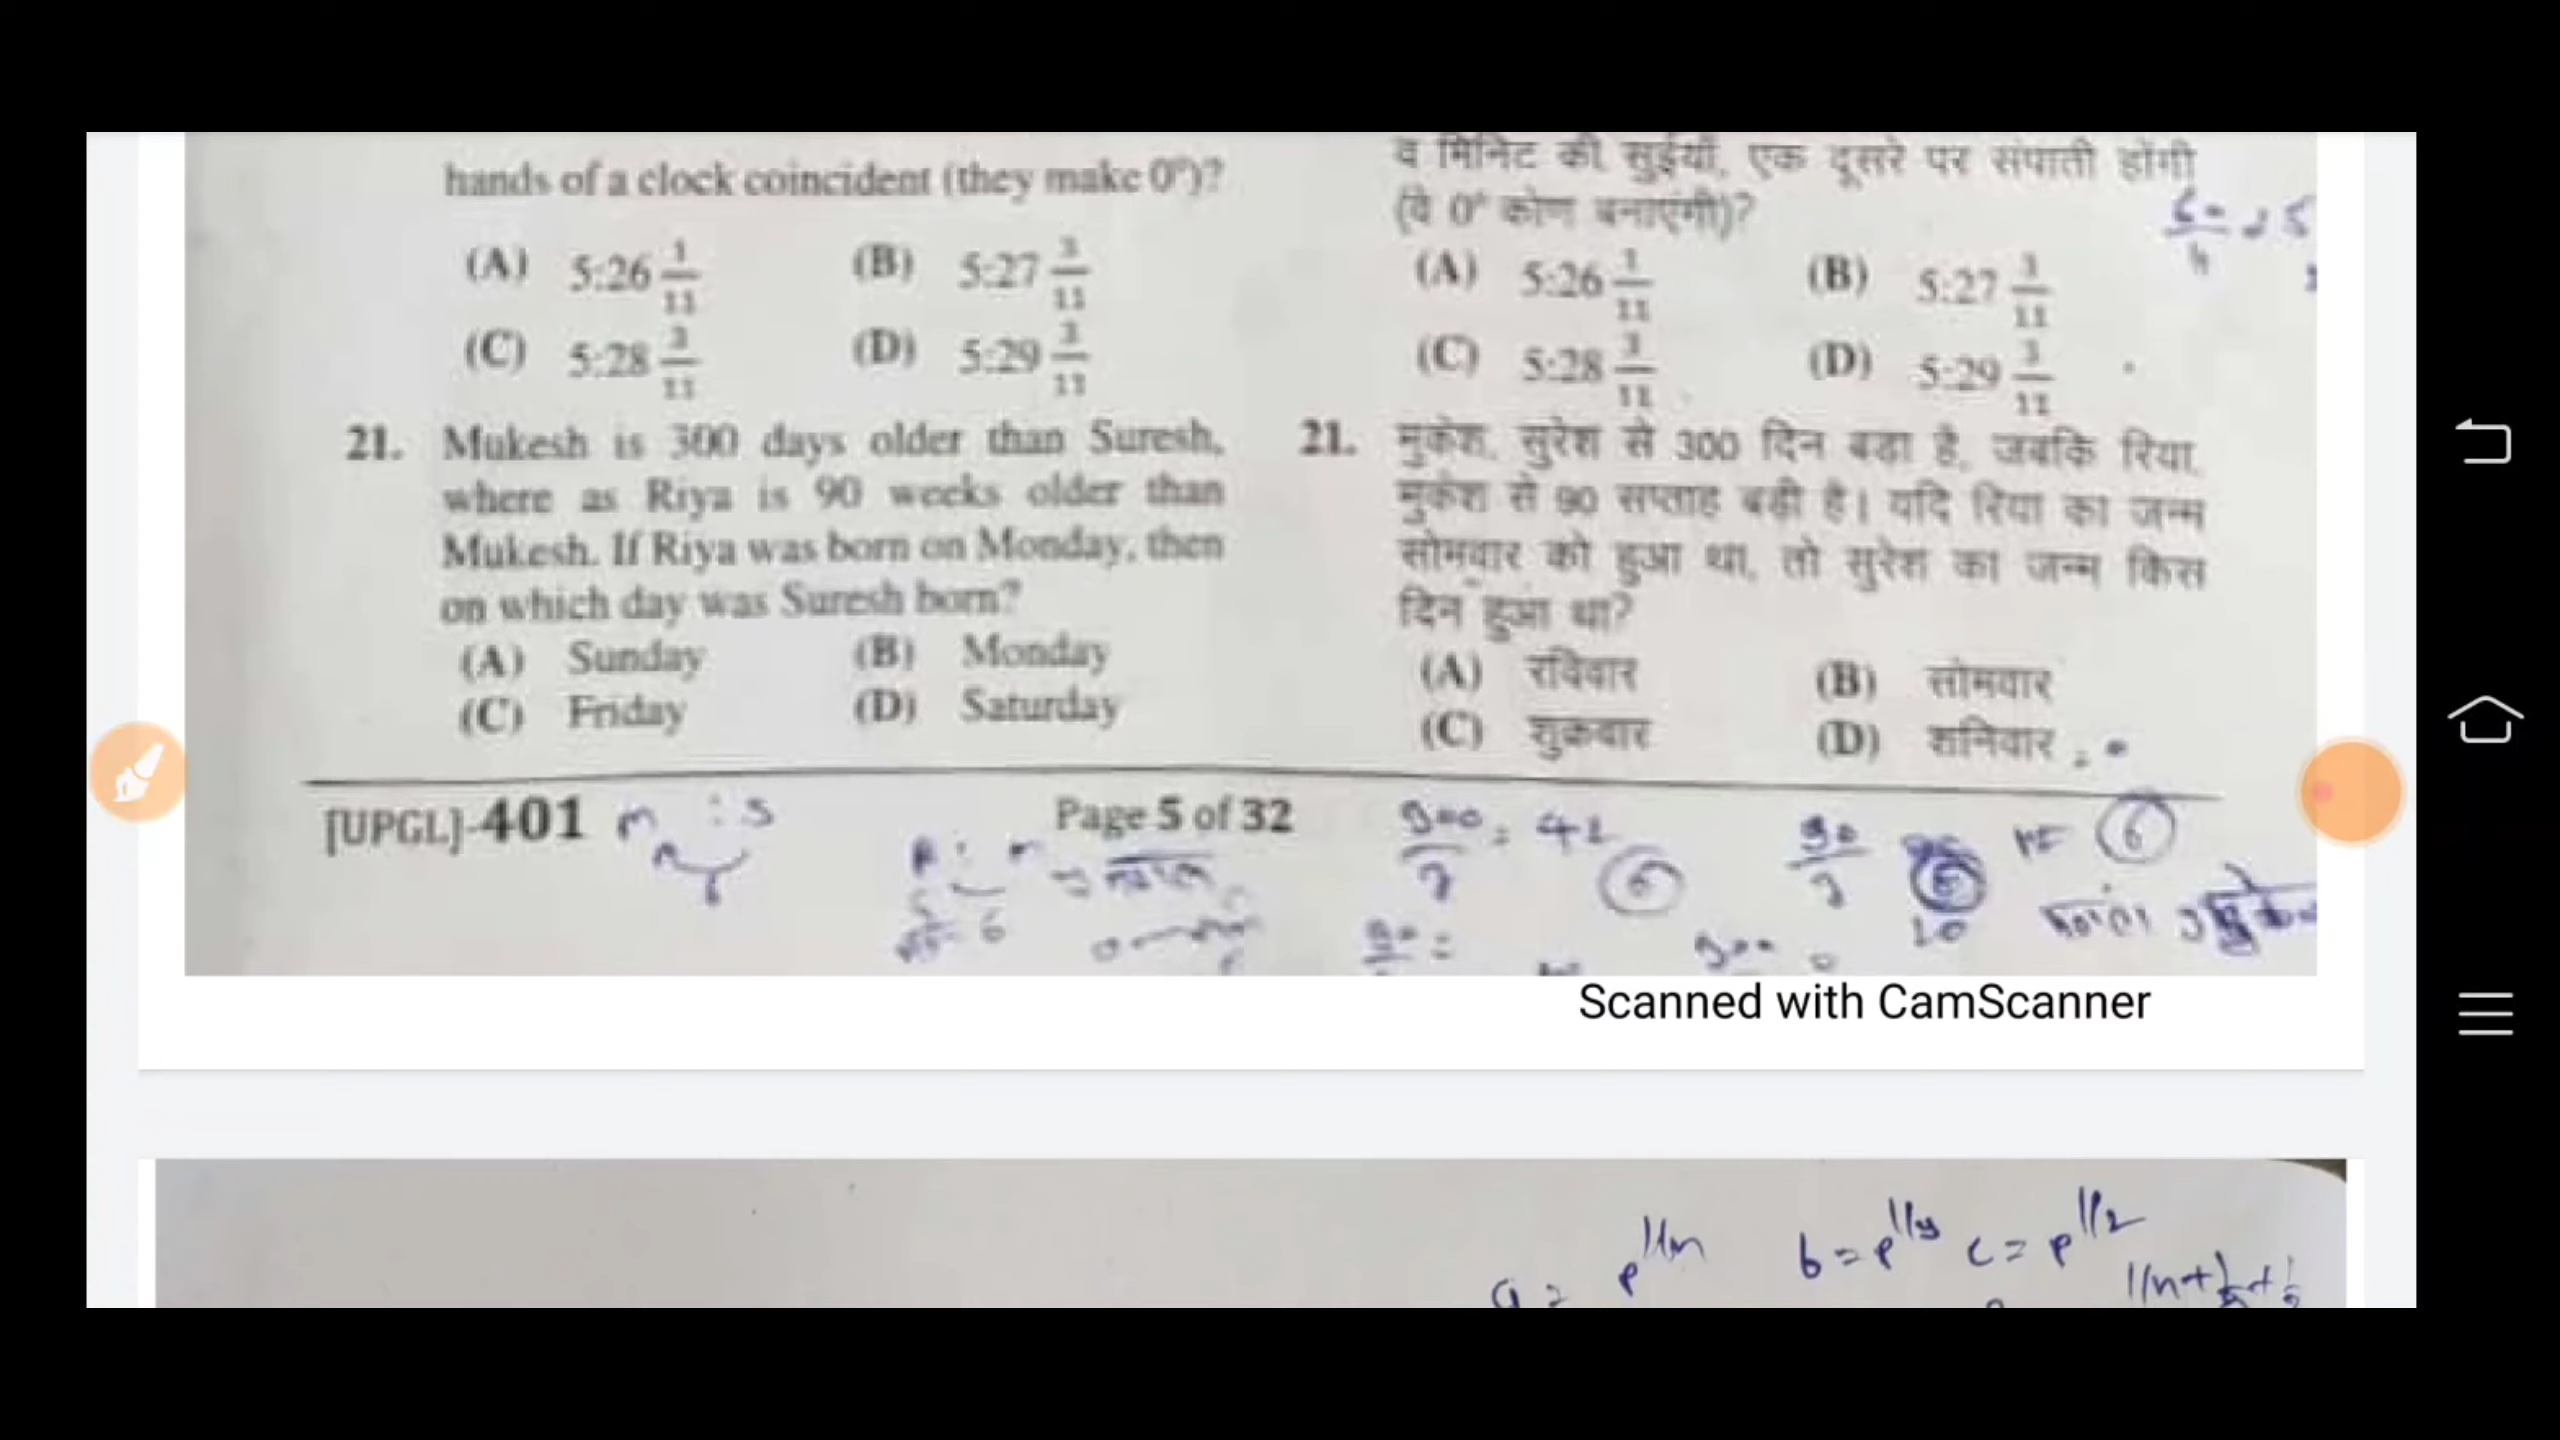 hands of a clock coincident (they make 0°)?
(A) 5:26 1/11 (B) 5:27 3/11
(C) 5:28 3/11 (D) 5:29 3/11
21. Mukesh is 300 days older than Suresh,
where as Riya is 90 weeks older than
Mukesh. If Riya was born on Monday, then
on which day was Suresh born?
(A) Sunday (B) Monday
(C) Friday (D) Saturday
व मिनिट की सुईयाँ, एक दूसरे पर संपाती होंगी
(वे 0° कोण बनाएंगी)?
(A) 5:26 1/11 (B) 5:27 3/11
(C) 5:28 3/11 (D) 5:29 3/11
21. मुकेश, सुरेश से 300 दिन बडा है, जबकि रिया,
मुकेश से 90 सप्ताह बड़ी है। यदि रिया का जन्म
सोमवार को हुआ था, तो सुरेश का जन्म किस
दिन हुआ था?
(A) रविवार (B) सोमवार
(C) शुक्रवार (D) शनिवार
[UPGL]-401 Page 5 of 32
m : s
6
Scanned with CamScanner
b = p^1/y c = p^1/2